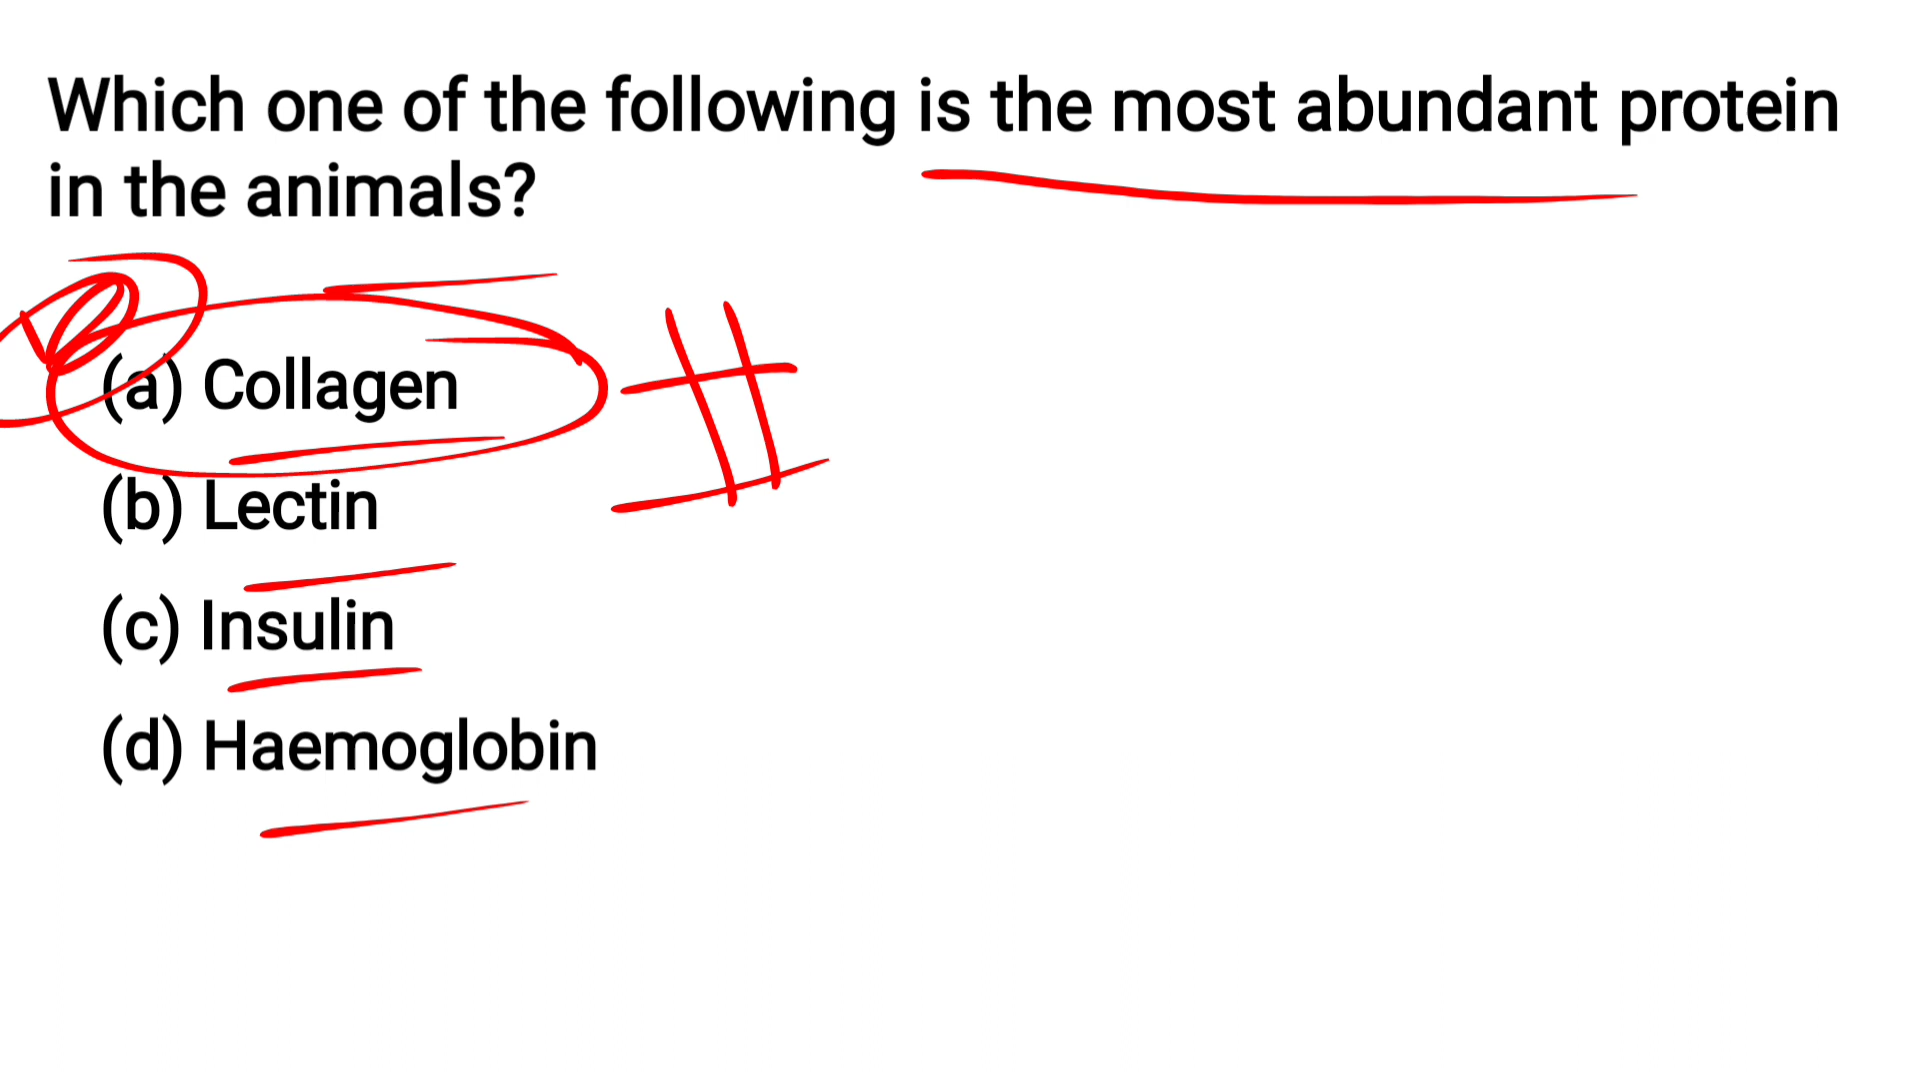 Which one of the following is the most abundant protein
in the animals?
(a) Collagen
(b) Lectin
(c) Insulin
(d) Haemoglobin